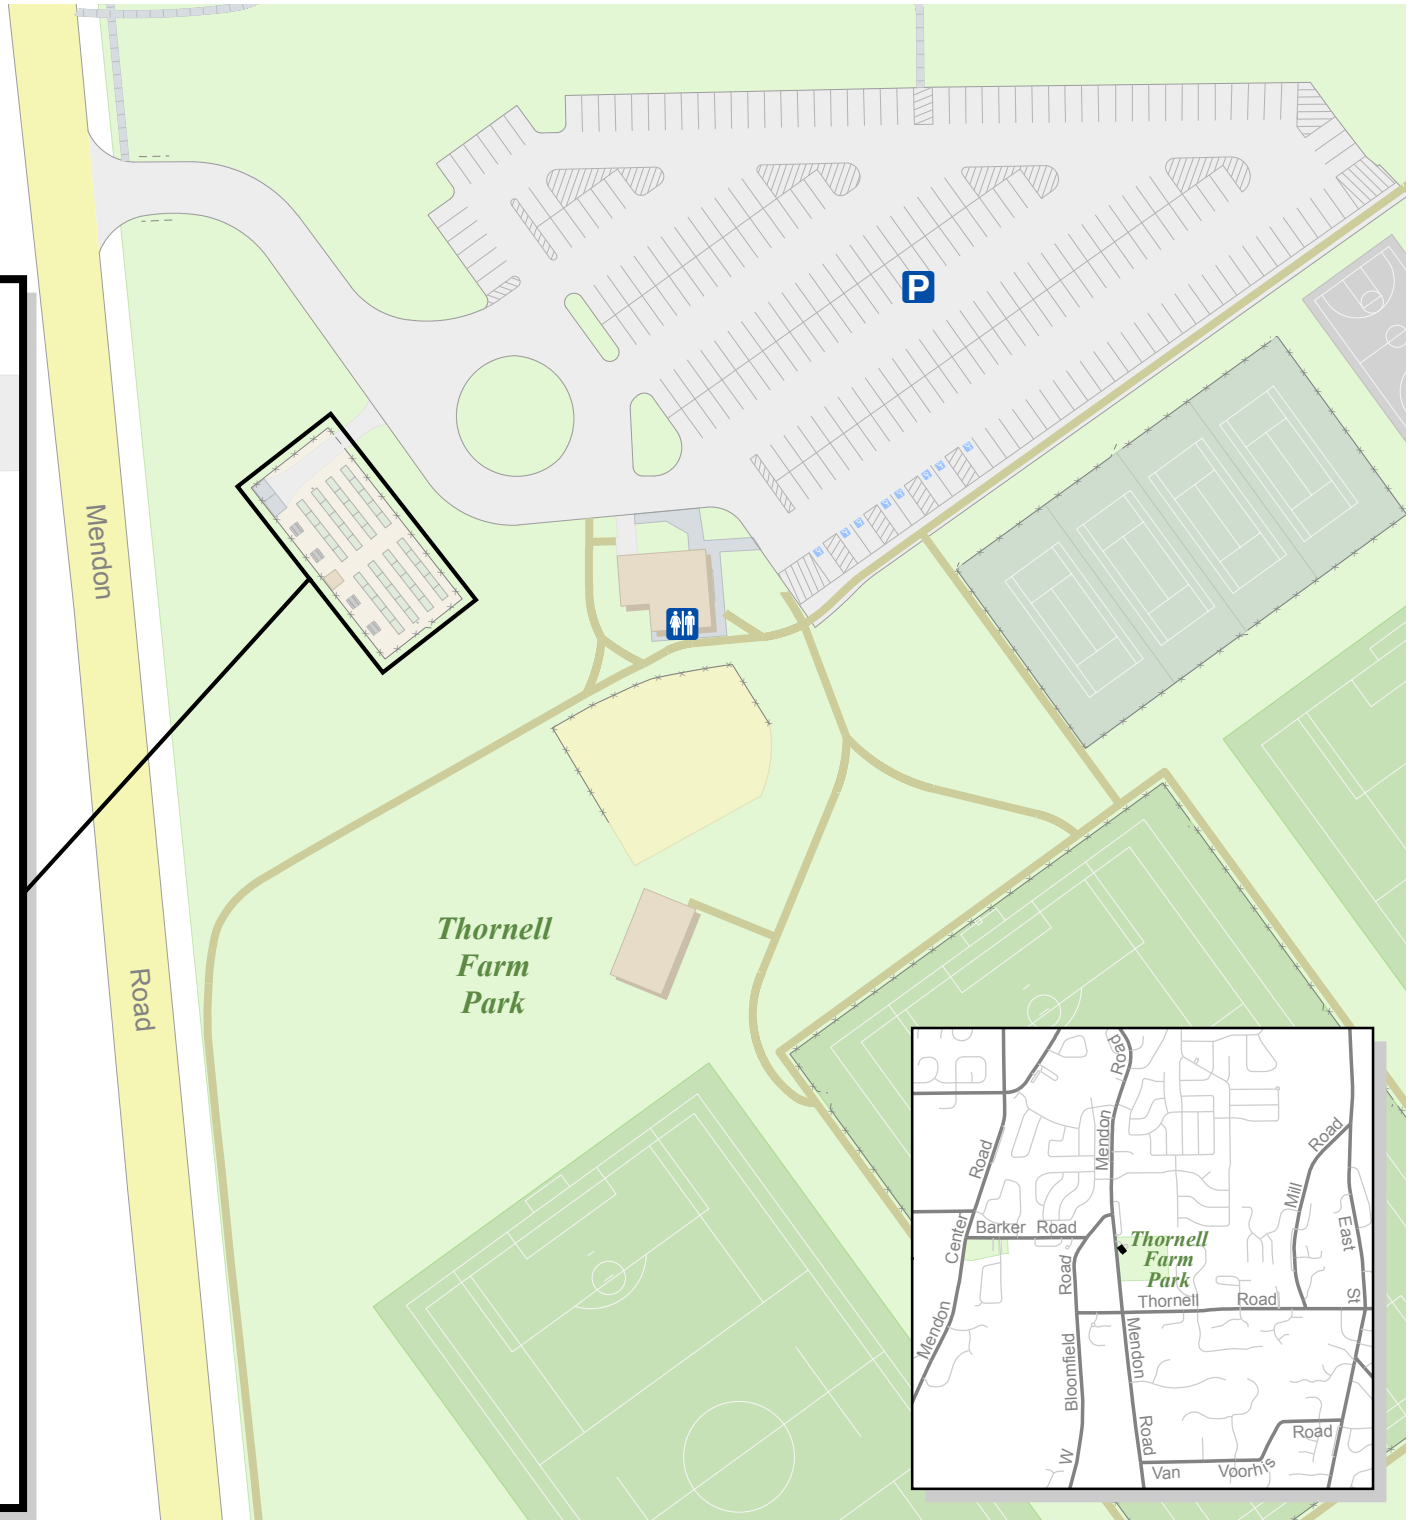 P
Mendon
Road
Thornell
Farm
Park
Road
Mendon
Road
Center
Mendon
Barker Road
Road
Bloomfield
W
Thornell
Farm
Park
Thornell Road
Mendon
Road
Van Voorhis Road
Mill
Road
East
St